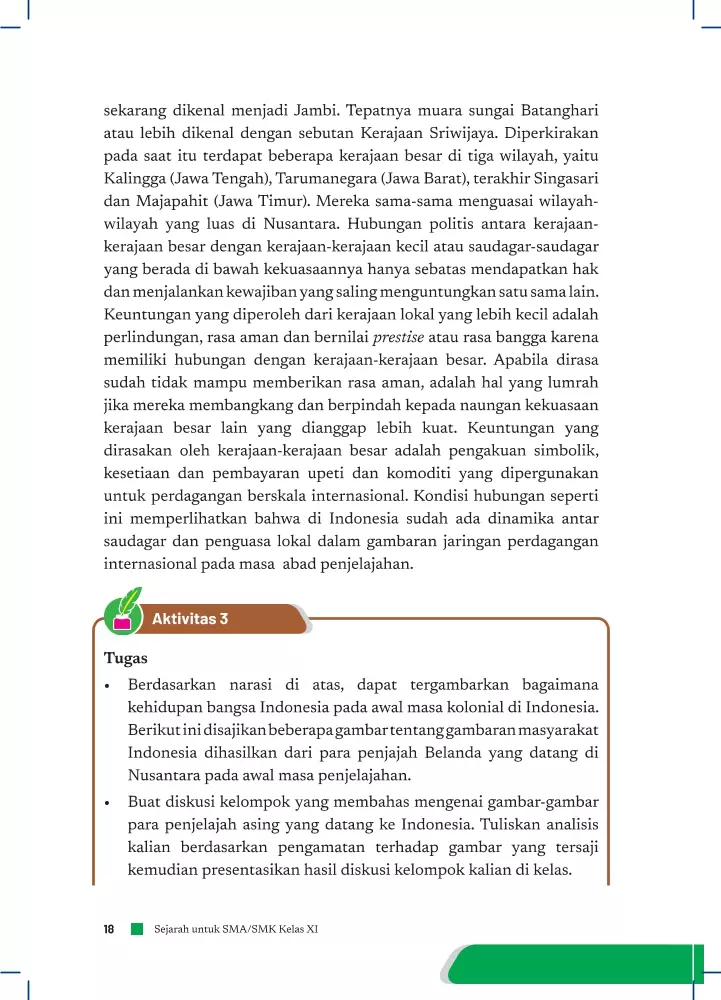 sekarang dikenal menjadi Jambi. Tepatnya muara sungai Batanghari
atau lebih dikenal dengan sebutan Kerajaan Sriwijaya. Diperkirakan
pada saat itu terdapat beberapa kerajaan besar di tiga wilayah, yaitu
Kalingga (Jawa Tengah), Tarumanegara (Jawa Barat), terakhir Singasari
dan Majapahit (Jawa Timur). Mereka sama-sama menguasai wilayah-
wilayah yang luas di Nusantara. Hubungan politis antara kerajaan-
kerajaan besar dengan kerajaan-kerajaan kecil atau saudagar-saudagar
yang berada di bawah kekuasaannya hanya sebatas mendapatkan hak
dan menjalankan kewajiban yang saling menguntungkan satu sama lain.
Keuntungan yang diperoleh dari kerajaan lokal yang lebih kecil adalah
perlindungan, rasa aman dan bernilai prestise atau rasa bangga karena
memiliki hubungan dengan kerajaan-kerajaan besar. Apabila dirasa
sudah tidak mampu memberikan rasa aman, adalah hal yang lumrah
jika mereka membangkang dan berpindah kepada naungan kekuasaan
kerajaan besar lain yang dianggap lebih kuat. Keuntungan yang
dirasakan oleh kerajaan-kerajaan besar adalah pengakuan simbolik,
kesetiaan dan pembayaran upeti dan komoditi yang dipergunakan
untuk perdagangan berskala internasional. Kondisi hubungan seperti
ini memperlihatkan bahwa di Indonesia sudah ada dinamika antar
saudagar dan penguasa lokal dalam gambaran jaringan perdagangan
internasional pada masa abad penjelajahan.
Aktivitas 3
Tugas
• Berdasarkan narasi di atas, dapat tergambarkan bagaimana
kehidupan bangsa Indonesia pada awal masa kolonial di Indonesia.
Berikut ini disajikan beberapa gambar tentang gambaran masyarakat
Indonesia dihasilkan dari para penjajah Belanda yang datang di
Nusantara pada awal masa penjelajahan.
• Buat diskusi kelompok yang membahas mengenai gambar-gambar
para penjelajah asing yang datang ke Indonesia. Tuliskan analisis
kalian berdasarkan pengamatan terhadap gambar yang tersaji
kemudian presentasikan hasil diskusi kelompok kalian di kelas.
18 Sejarah untuk SMA/SMK Kelas XI